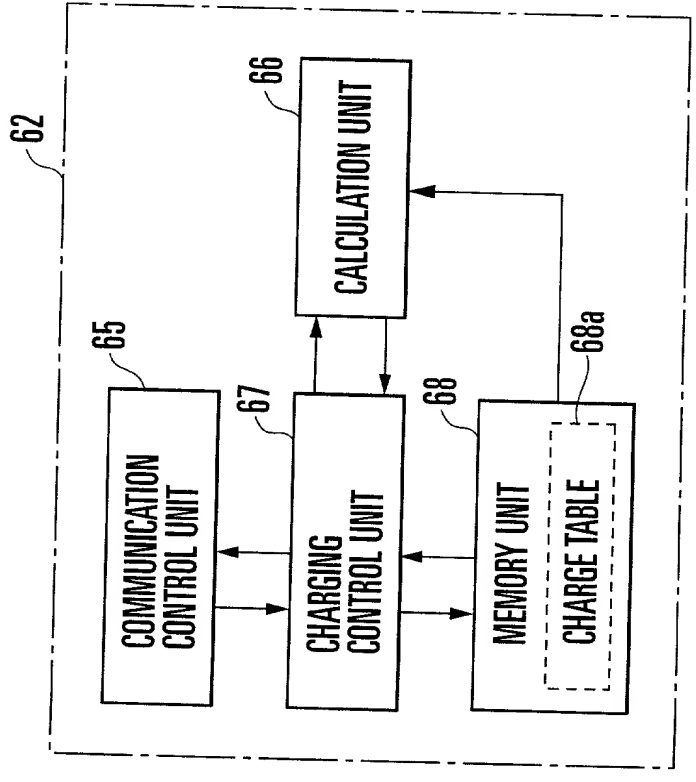 62
65
COMMUNICATION
CONTROL UNIT
66
CALCULATION UNIT
67
CHARGING
CONTROL UNIT
68
MEMORY UNIT
68a
CHARGE TABLE